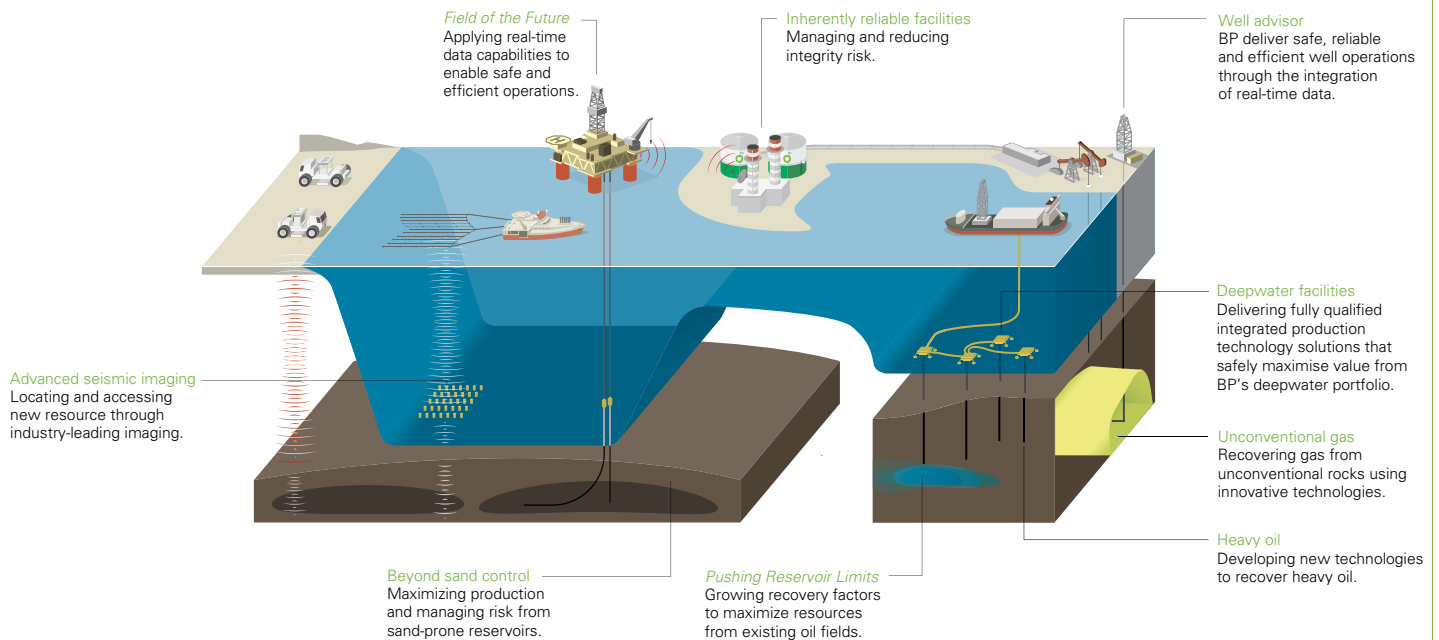 Field of the Future
Applying real-time
data capabilities to
enable safe and
efficient operations.
Inherently reliable facilities
Managing and reducing
integrity risk.
Well advisor
BP deliver safe, reliable
and efficient well operations
through the integration
of real-time data.
Advanced seismic imaging
Locating and accessing
new resource through
industry-leading imaging.
Deepwater facilities
Delivering fully qualified
integrated production
technology solutions that
safely maximise value from
BP's deepwater portfolio.
Unconventional gas
Recovering gas from
unconventional rocks using
innovative technologies.
Heavy oil
Developing new technologies
to recover heavy oil.
Beyond sand control
Maximizing production
and managing risk from
sand-prone reservoirs.
Pushing Reservoir Limits
Growing recovery factors
to maximize resources
from existing oil fields.